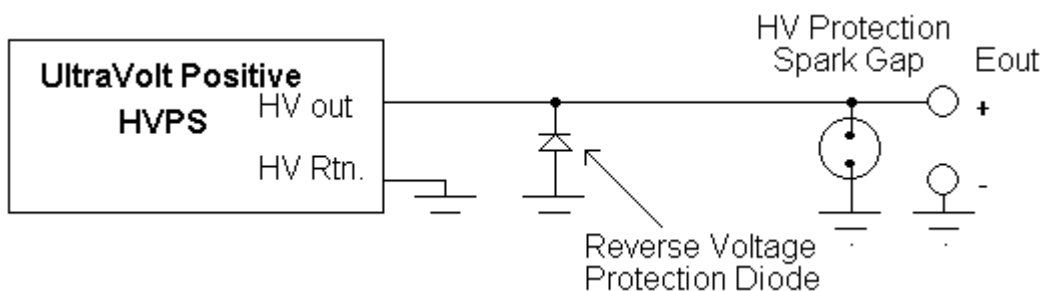 UltraVolt Positive
HVPS
HV out
HV Rtn.
HV Protection
Spark Gap
Eout
+
-
Reverse Voltage
Protection Diode